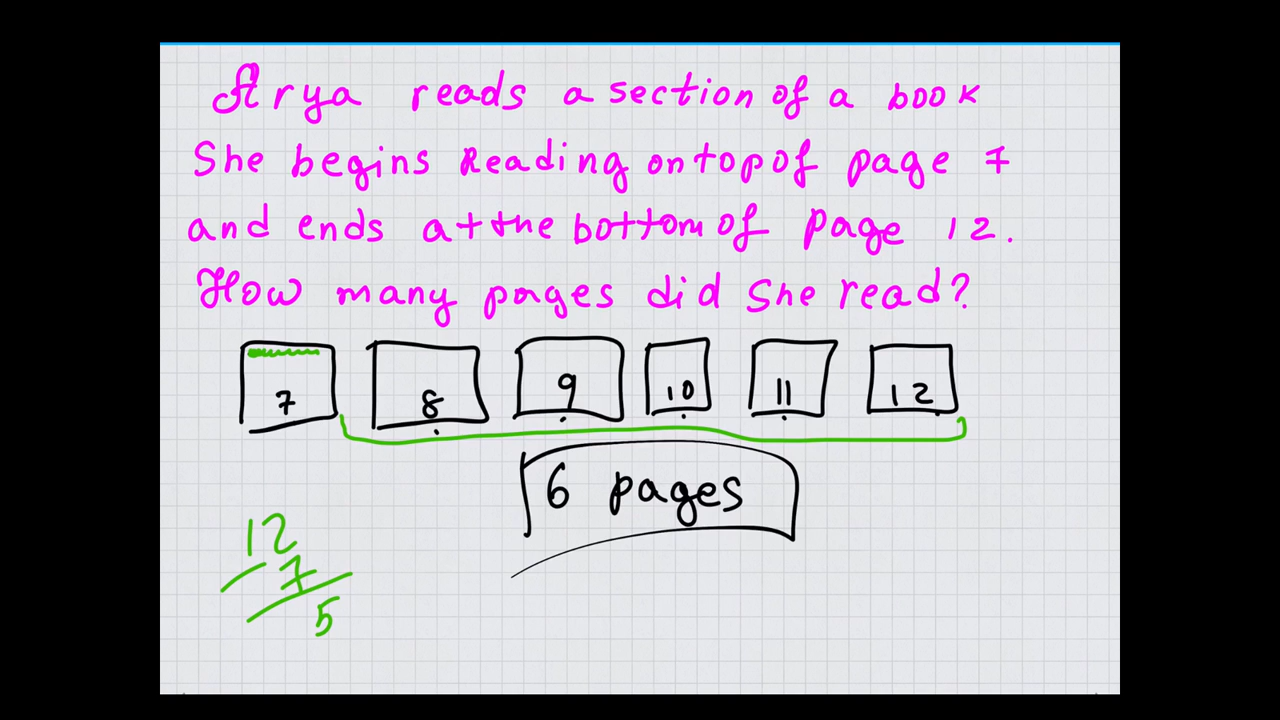 Arya reads a section of a book
She begins Reading on top of page 7
and ends at the bottom of page 12.
How many pages did She read?
7 8 9 10 11 12
6 pages
12
- 7
5